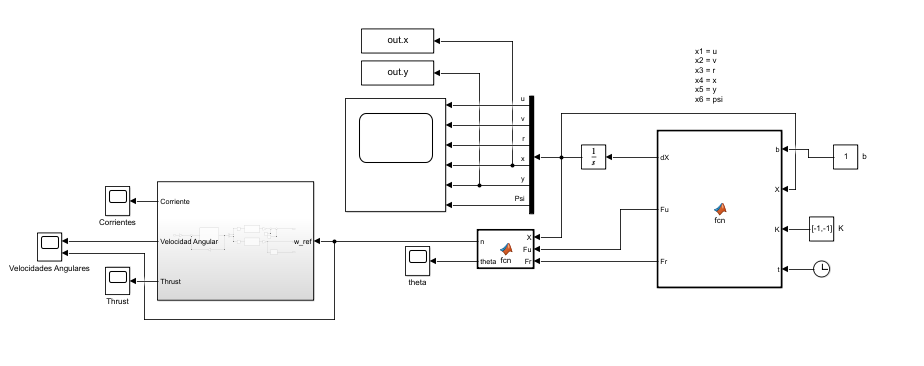 out.x
out.y
x1 = u
x2 = v
x3 = r
x4 = x
x5 = y
x6 = psi
u
v
r
x
y
Psi
1
s
dX
Fu
Fr
fcn
b
X
K
t
1
b
[-1,-1]
K
n
theta
fcn
X
Fu
Fr
theta
Corriente
Velocidad Angular
Thrust
w_ref
Corrientes
Velocidades Angulares
Thrust